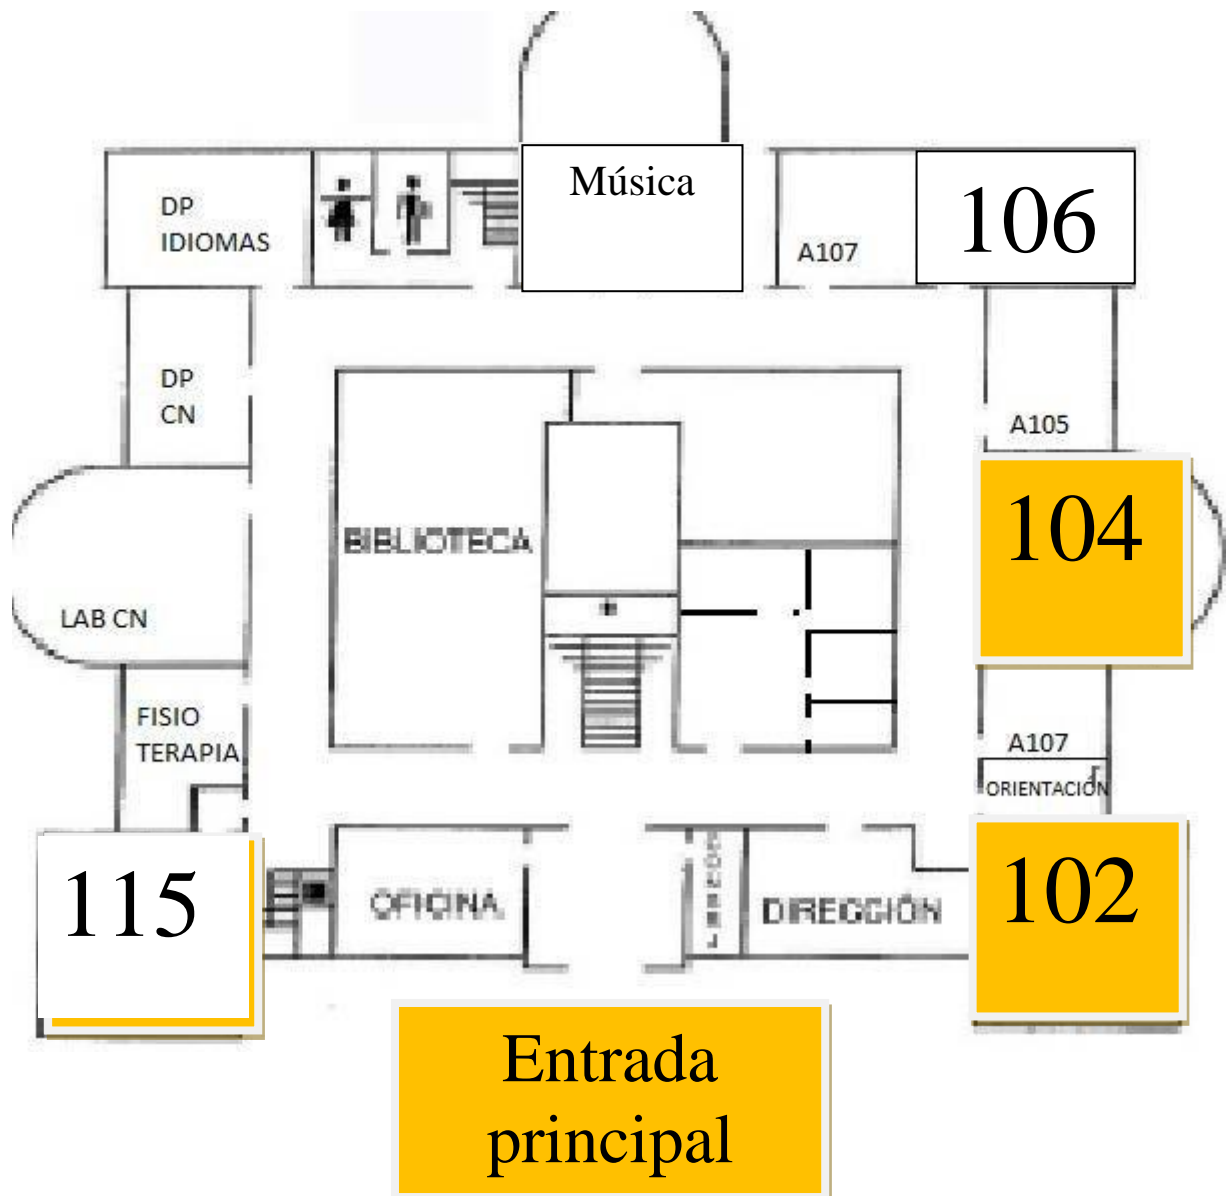 Música
DP
IDIOMAS
A107
106
DP
CN
A105
BIBLIOTECA
104
LAB CN
FISIO
TERAPIA
A107
ORIENTACIÓN
115
OFICINA
DIRECCIÓN
102
Entrada
principal